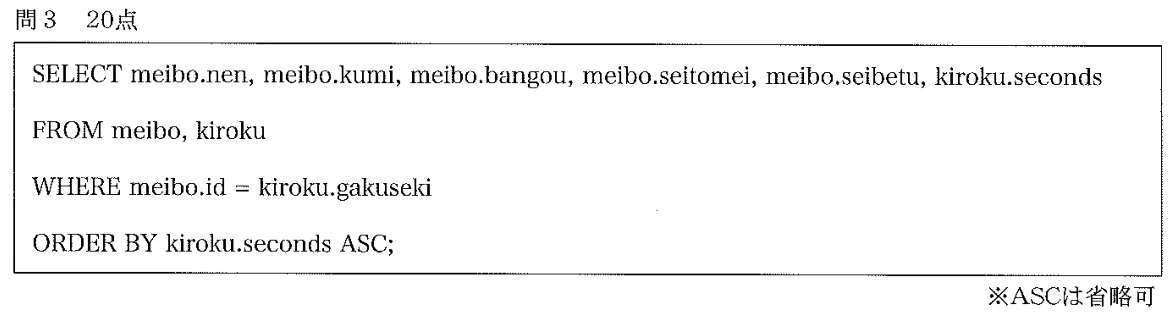 問3 20点
SELECT meibo.nen, meibo.kumi, meibo.bangou, meibo.seitomei, meibo.seibetu, kiroku.seconds
FROM meibo, kiroku
WHERE meibo.id = kiroku.gakuseki
ORDER BY kiroku.seconds ASC;
※ASCは省略可